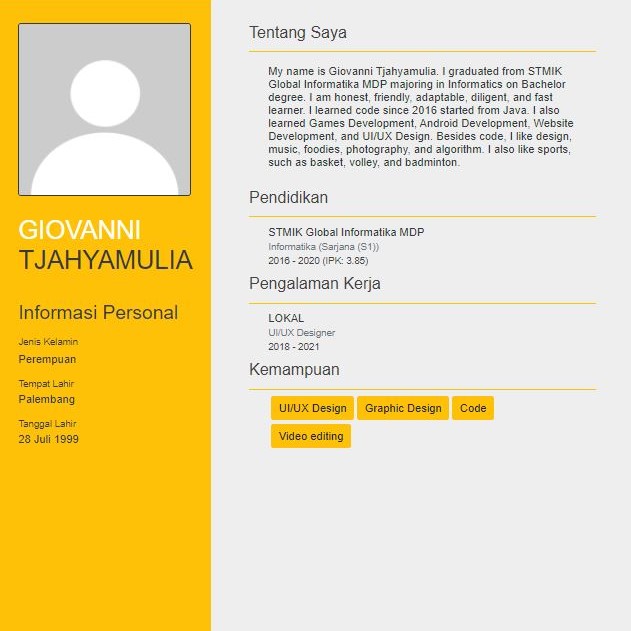 GIOVANNI
TJAHYAMULIA
Informasi Personal
Jenis Kelamin
Perempuan
Tempat Lahir
Palembang
Tanggal Lahir
28 Juli 1999
Tentang Saya
My name is Giovanni Tjahyamulia. I graduated from STMIK
Global Informatika MDP majoring in Informatics on Bachelor
degree. I am honest, friendly, adaptable, diligent, and fast
learner. I learned code since 2016 started from Java. I also
learned Games Development, Android Development, Website
Development, and UI/UX Design. Besides code, I like design,
music, foodies, photography, and algorithm. I also like sports,
such as basket, volley, and badminton.
Pendidikan
STMIK Global Informatika MDP
Informatika (Sarjana (S1))
2016 - 2020 (IPK: 3.85)
Pengalaman Kerja
LOKAL
UI/UX Designer
2018 - 2021
Kemampuan
UI/UX Design Graphic Design Code
Video editing